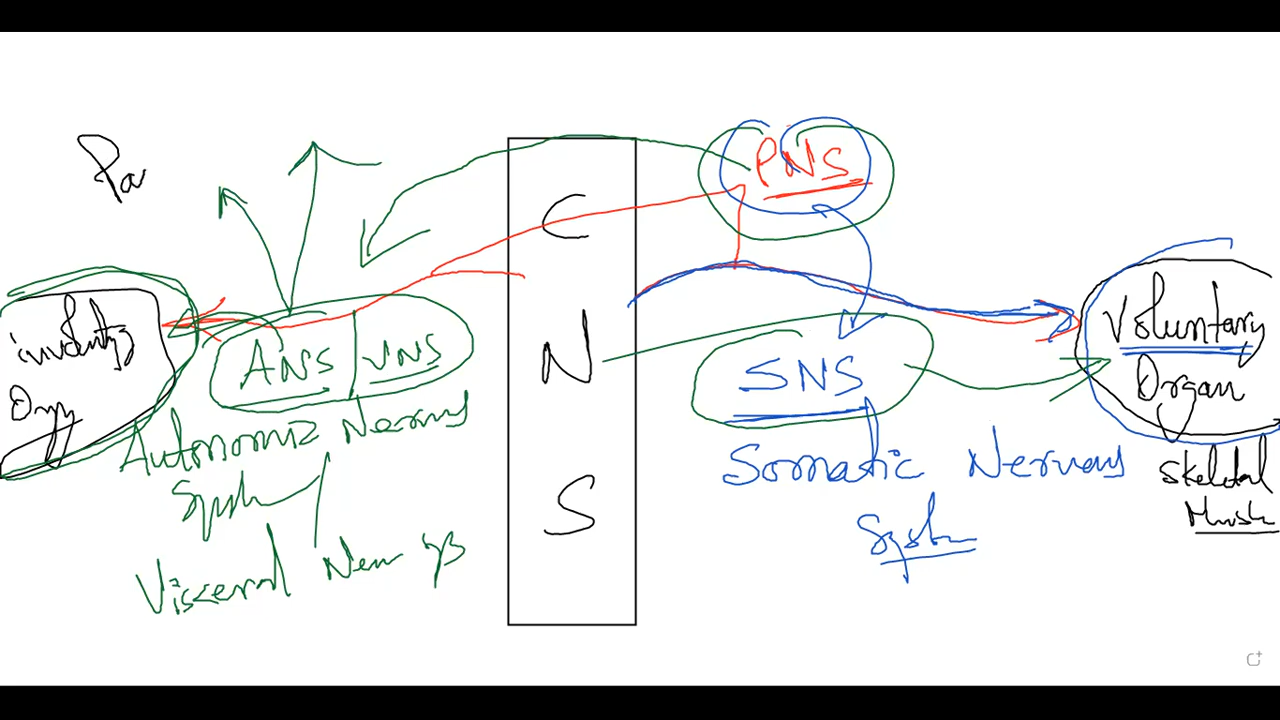 Pa
PNS
C
N
S
involuntary
Orgn
ANS | VNS
Autonomic Nervous
System /
Visceral Nerv sys
SNS
Somatic Nervous
System
Voluntary
Organ
Skeletal
Muscle